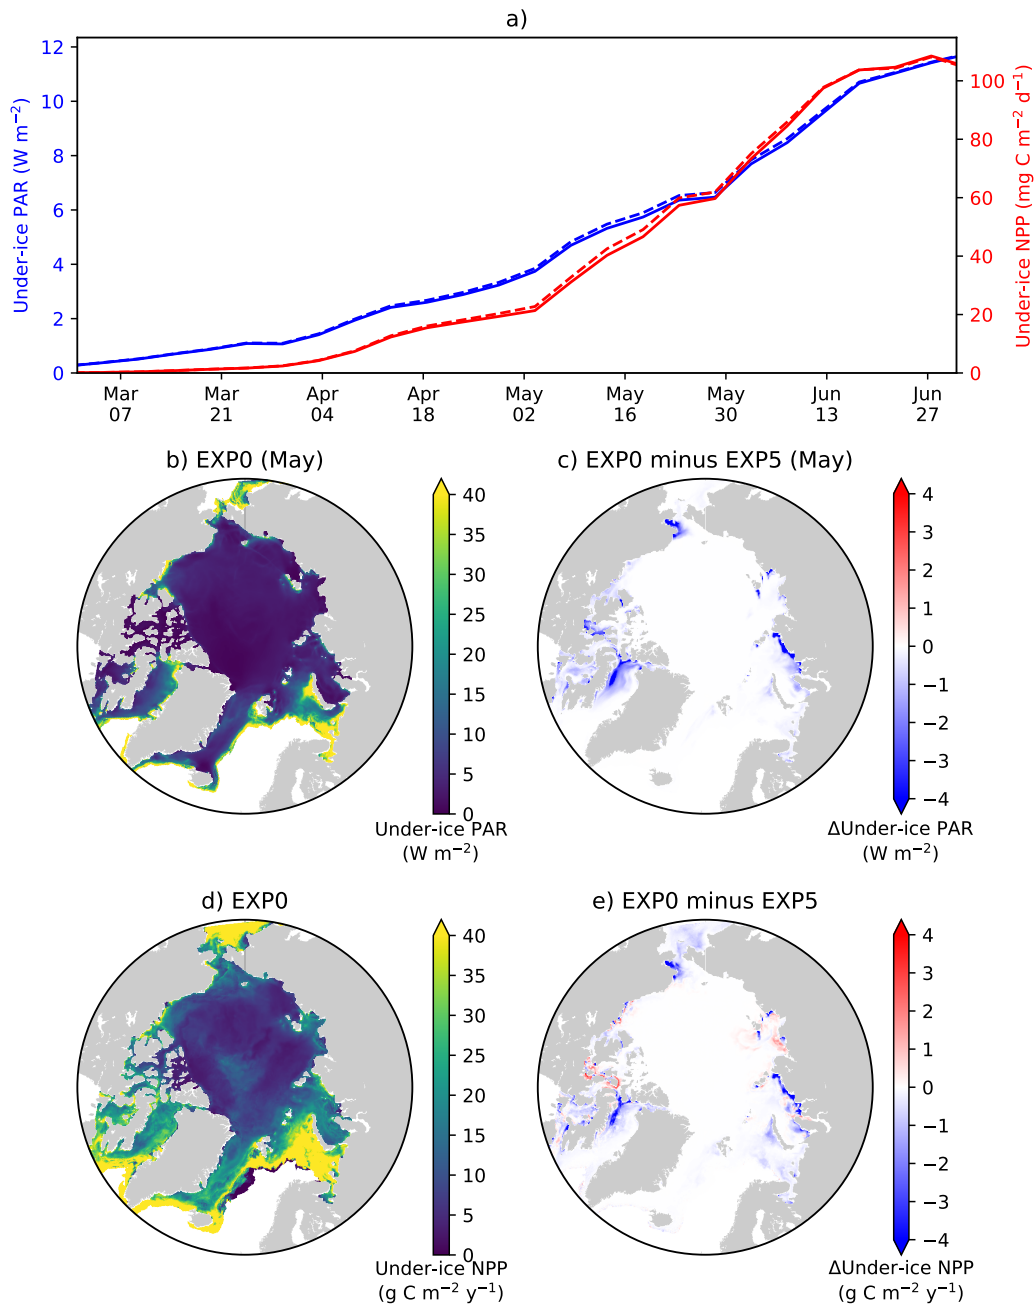 a)
Under-ice PAR (W m⁻²)
12
10
8
6
4
2
0
100
80
60
40
20
0
Under-ice NPP (mg C m⁻² d⁻¹)
Mar 07
Mar 21
Apr 04
Apr 18
May 02
May 16
May 30
Jun 13
Jun 27
b) EXP0 (May)
40
35
30
25
20
15
10
5
0
Under-ice PAR
(W m⁻²)
c) EXP0 minus EXP5 (May)
4
3
2
1
0
−1
−2
−3
−4
ΔUnder-ice PAR
(W m⁻²)
d) EXP0
40
35
30
25
20
15
10
5
0
Under-ice NPP
(g C m⁻² y⁻¹)
e) EXP0 minus EXP5
4
3
2
1
0
−1
−2
−3
−4
ΔUnder-ice NPP
(g C m⁻² y⁻¹)